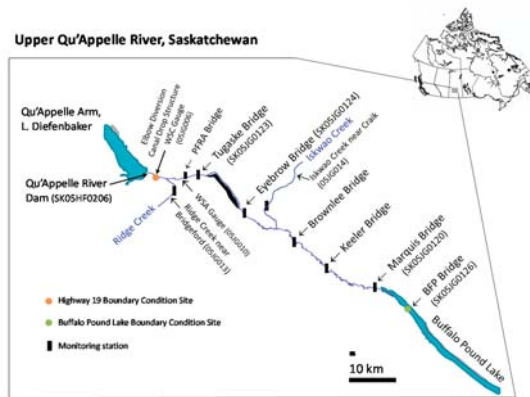 Upper Qu'Appelle River, Saskatchewan
Qu'Appelle Arm,
L. Diefenbaker
Elbow Diversion
Canal Drop Structure
WSC Gauge
(05JG006)
PFRA Bridge
Tugaske Bridge
(SK05JG0123)
Eyebrow Bridge (SK05JG0124)
Iskwao Creek
Iskwao Creek near Craik
(05JG014)
Qu'Appelle River
Dam (SK05HF0206)
Ridge Creek
WSA Gauge (05JG010)
Ridge Creek near
Bridgeford (05JG013)
Brownlee Bridge
Keeler Bridge
Marquis Bridge
(SK05JG0120)
BFP Bridge
(SK05JG0126)
Buffalo Pound Lake
Highway 19 Boundary Condition Site
Buffalo Pound Lake Boundary Condition Site
Monitoring station
10 km